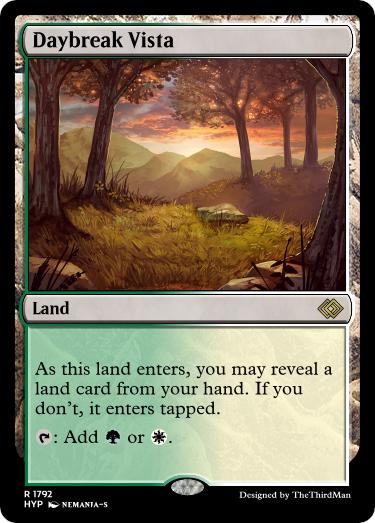 Daybreak Vista
Land
As this land enters, you may reveal a
land card from your hand. If you
don't, it enters tapped.
: Add or .
R 1792
HYP NEMANIA-S
Designed by TheThirdMan